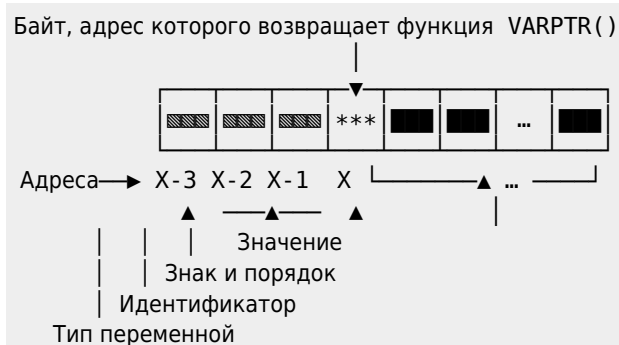 Байт, адрес которого возвращает функция VARPTR()
*** …
Адреса X-3 X-2 X-1 X …
Значение
Знак и порядок
Идентификатор
Тип переменной